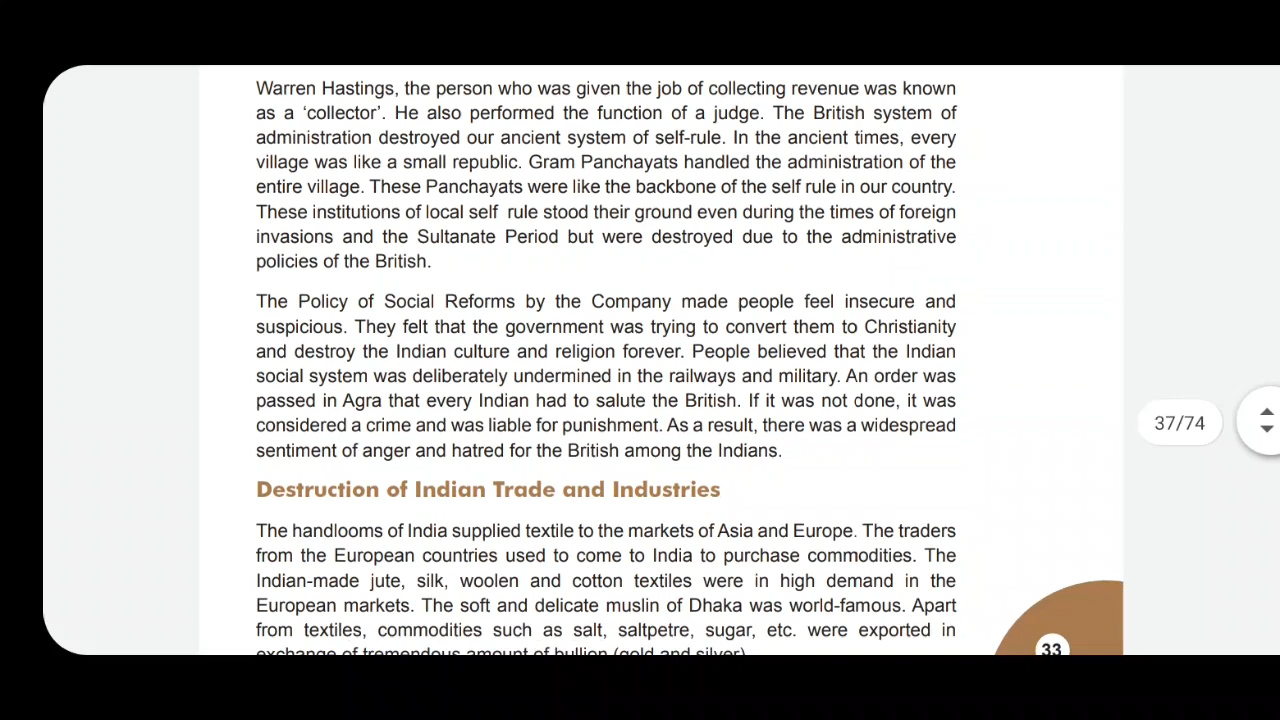 Warren Hastings, the person who was given the job of collecting revenue was known
as a ‘collector’. He also performed the function of a judge. The British system of
administration destroyed our ancient system of self-rule. In the ancient times, every
village was like a small republic. Gram Panchayats handled the administration of the
entire village. These Panchayats were like the backbone of the self rule in our country.
These institutions of local self rule stood their ground even during the times of foreign
invasions and the Sultanate Period but were destroyed due to the administrative
policies of the British.
The Policy of Social Reforms by the Company made people feel insecure and
suspicious. They felt that the government was trying to convert them to Christianity
and destroy the Indian culture and religion forever. People believed that the Indian
social system was deliberately undermined in the railways and military. An order was
passed in Agra that every Indian had to salute the British. If it was not done, it was
considered a crime and was liable for punishment. As a result, there was a widespread
sentiment of anger and hatred for the British among the Indians.
Destruction of Indian Trade and Industries
The handlooms of India supplied textile to the markets of Asia and Europe. The traders
from the European countries used to come to India to purchase commodities. The
Indian-made jute, silk, woolen and cotton textiles were in high demand in the
European markets. The soft and delicate muslin of Dhaka was world-famous. Apart
from textiles, commodities such as salt, saltpetre, sugar, etc. were exported in
exchange of tremendous amount of bullion (gold and silver).
33
37/74